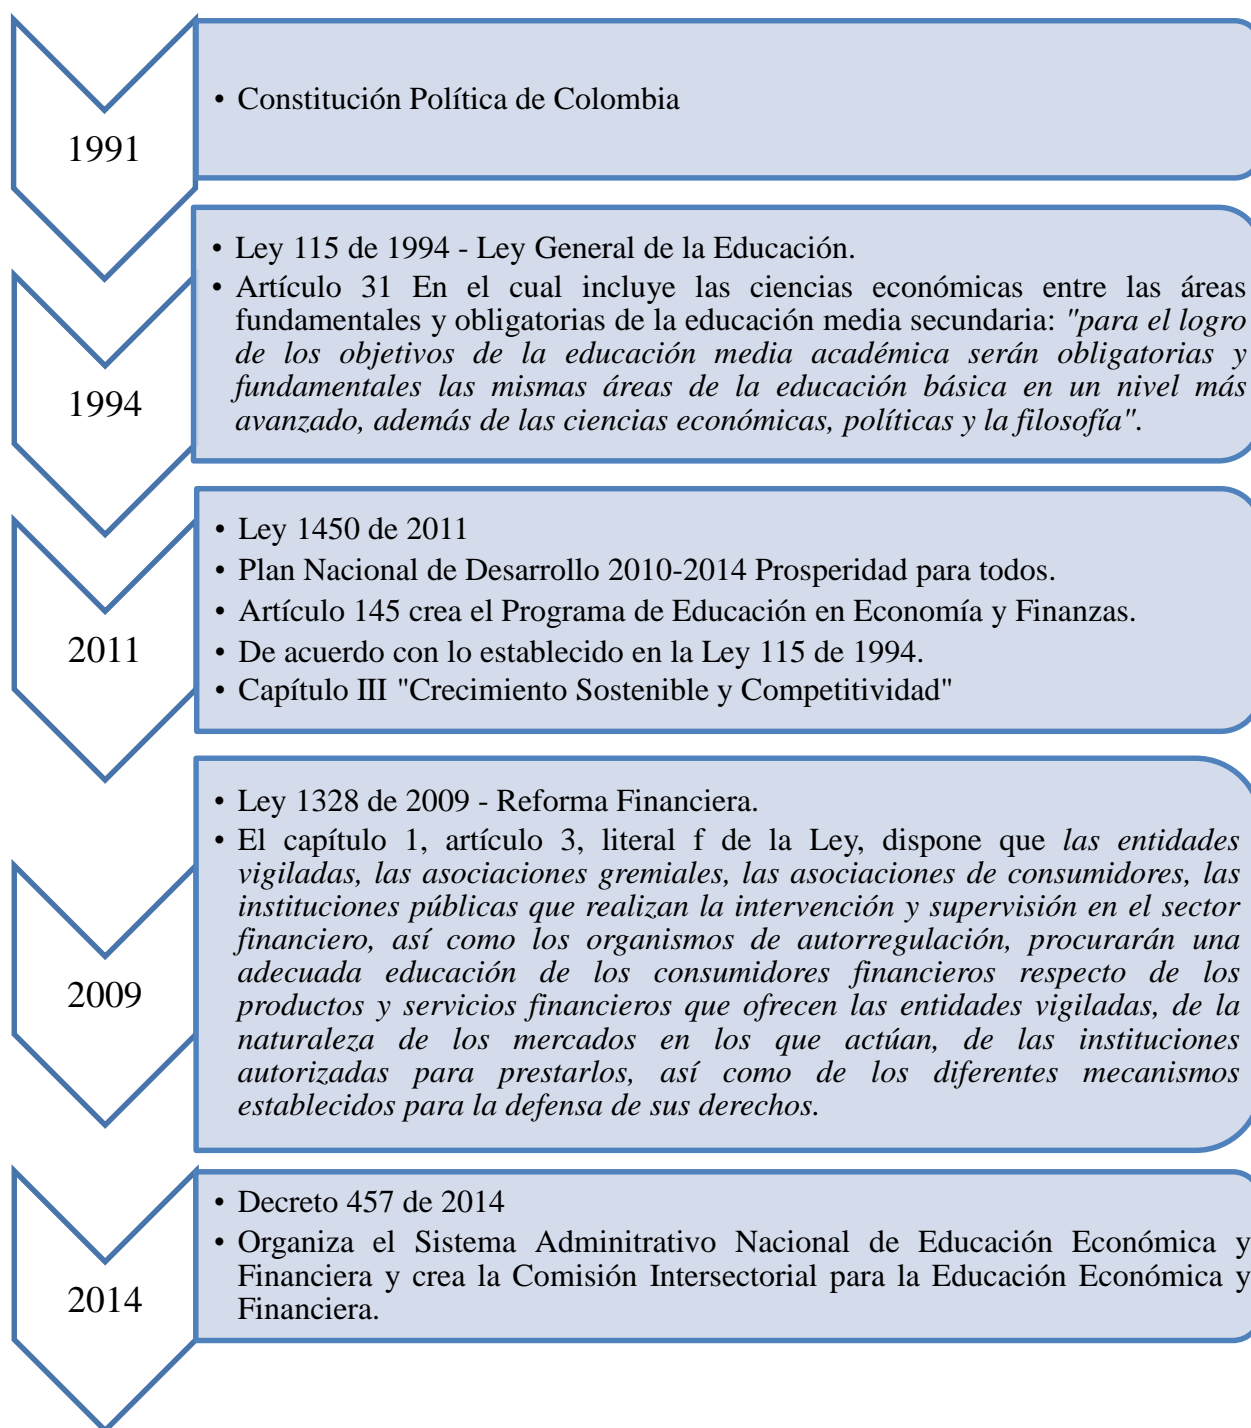 1991
• Constitución Política de Colombia
1994
• Ley 115 de 1994 - Ley General de la Educación.
• Artículo 31 En el cual incluye las ciencias económicas entre las áreas
fundamentales y obligatorias de la educación media secundaria: "para el logro
de los objetivos de la educación media académica serán obligatorias y
fundamentales las mismas áreas de la educación básica en un nivel más
avanzado, además de las ciencias económicas, políticas y la filosofía".
2011
• Ley 1450 de 2011
• Plan Nacional de Desarrollo 2010-2014 Prosperidad para todos.
• Artículo 145 crea el Programa de Educación en Economía y Finanzas.
• De acuerdo con lo establecido en la Ley 115 de 1994.
• Capítulo III "Crecimiento Sostenible y Competitividad"
2009
• Ley 1328 de 2009 - Reforma Financiera.
• El capítulo 1, artículo 3, literal f de la Ley, dispone que las entidades
vigiladas, las asociaciones gremiales, las asociaciones de consumidores, las
instituciones públicas que realizan la intervención y supervisión en el sector
financiero, así como los organismos de autorregulación, procurarán una
adecuada educación de los consumidores financieros respecto de los
productos y servicios financieros que ofrecen las entidades vigiladas, de la
naturaleza de los mercados en los que actúan, de las instituciones
autorizadas para prestarlos, así como de los diferentes mecanismos
establecidos para la defensa de sus derechos.
2014
• Decreto 457 de 2014
• Organiza el Sistema Adminitrativo Nacional de Educación Económica y
Financiera y crea la Comisión Intersectorial para la Educación Económica y
Financiera.